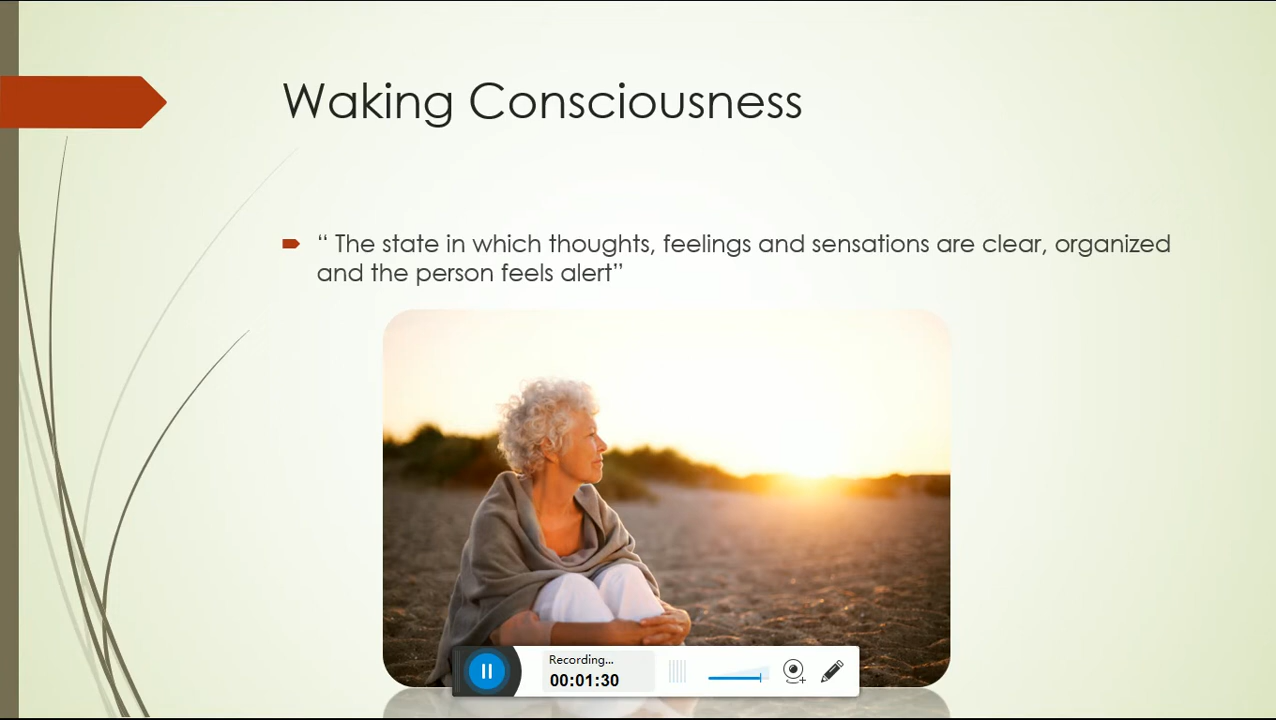 Waking Consciousness
“ The state in which thoughts, feelings and sensations are clear, organized
and the person feels alert”
Recording...
00:01:30